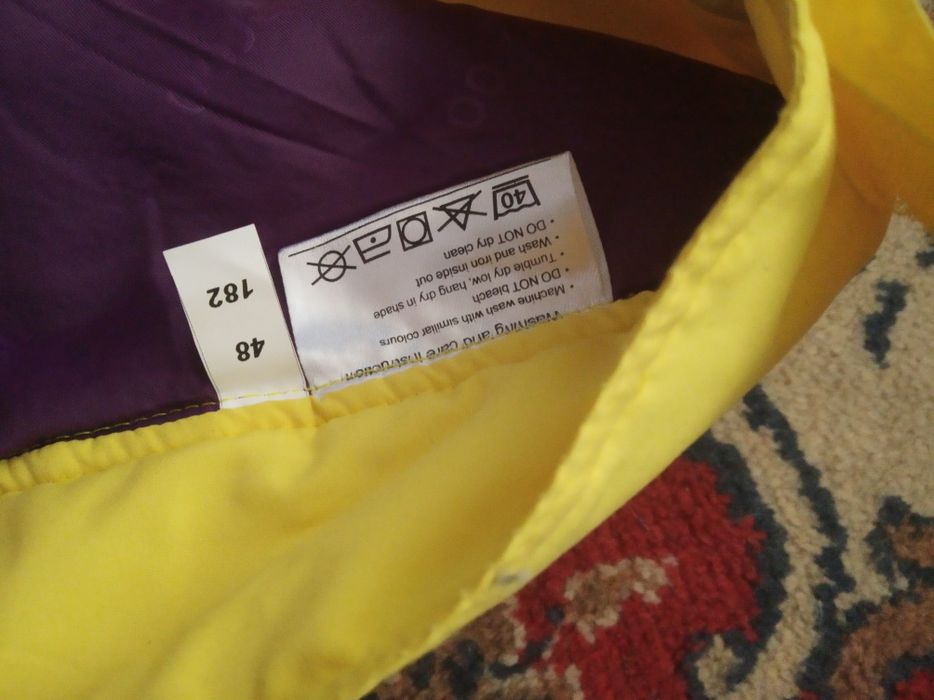 Washing and care instruction
• Machine wash with similar colours
• DO NOT bleach
• Tumble dry low, hang dry in shade
• Wash and iron inside out
• DO NOT dry clean
40
48
182